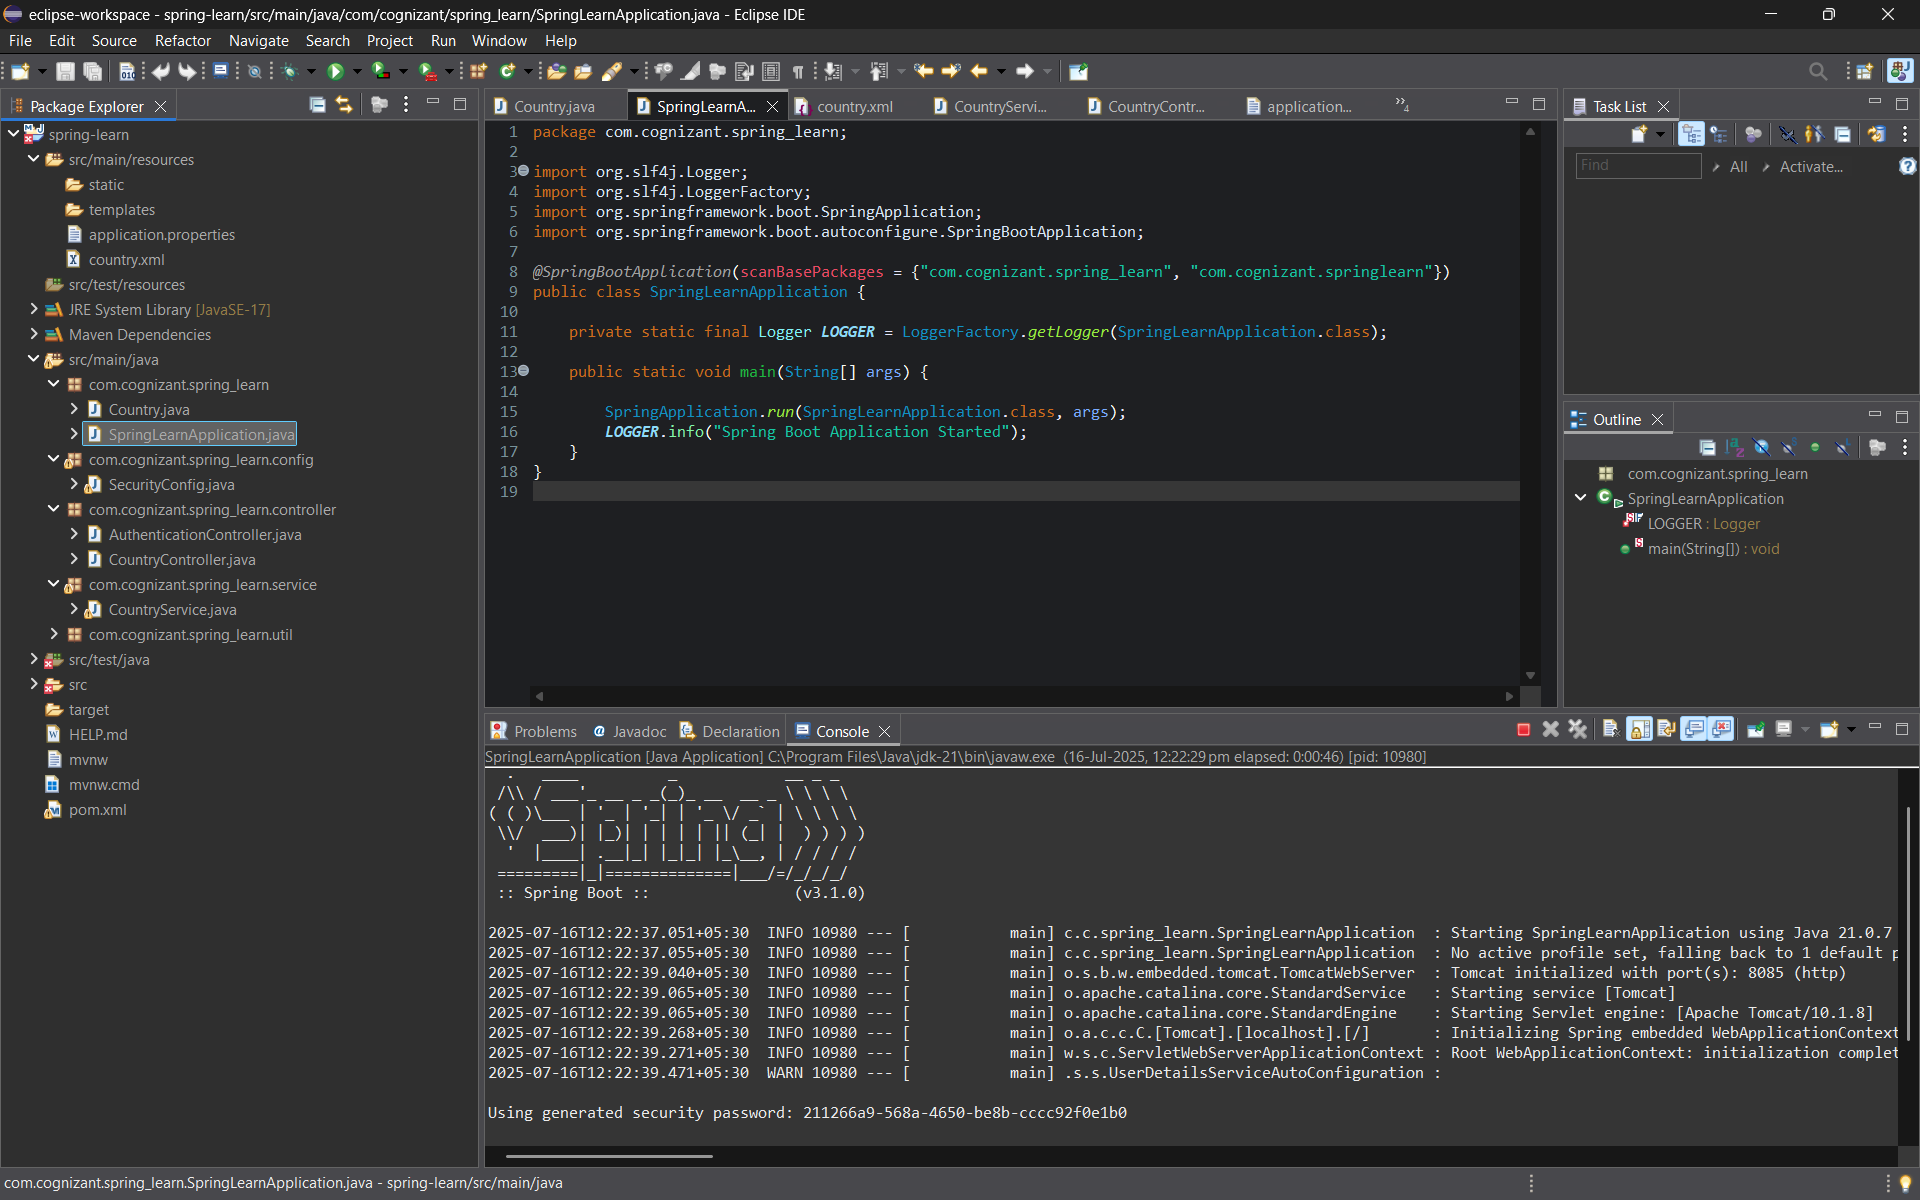 eclipse-workspace - spring-learn/src/main/java/com/cognizant/spring_learn/SpringLearnApplication.java - Eclipse IDE
File Edit Source Refactor Navigate Search Project Run Window Help
Package Explorer
spring-learn
src/main/resources
static
templates
application.properties
country.xml
src/test/resources
JRE System Library [JavaSE-17]
Maven Dependencies
src/main/java
com.cognizant.spring_learn
Country.java
SpringLearnApplication.java
com.cognizant.spring_learn.config
SecurityConfig.java
com.cognizant.spring_learn.controller
AuthenticationController.java
CountryController.java
com.cognizant.spring_learn.service
CountryService.java
com.cognizant.spring_learn.util
src/test/java
src
target
HELP.md
mvnw
mvnw.cmd
pom.xml
Country.java SpringLearnA... country.xml CountryServi... CountryContr... application... »4
1 package com.cognizant.spring_learn;
2
3 import org.slf4j.Logger;
4 import org.slf4j.LoggerFactory;
5 import org.springframework.boot.SpringApplication;
6 import org.springframework.boot.autoconfigure.SpringBootApplication;
7
8 @SpringBootApplication(scanBasePackages = {"com.cognizant.spring_learn", "com.cognizant.springlearn"})
9 public class SpringLearnApplication {
10
11 private static final Logger LOGGER = LoggerFactory.getLogger(SpringLearnApplication.class);
12
13 public static void main(String[] args) {
14
15 SpringApplication.run(SpringLearnApplication.class, args);
16 LOGGER.info("Spring Boot Application Started");
17 }
18 }
19
Task List
Find All Activate...
Outline
com.cognizant.spring_learn
SpringLearnApplication
LOGGER : Logger
main(String[]) : void
Problems Javadoc Declaration Console
SpringLearnApplication [Java Application] C:\Program Files\Java\jdk-21\bin\javaw.exe (16-Jul-2025, 12:22:29 pm elapsed: 0:00:46) [pid: 10980]
:: Spring Boot :: (v3.1.0)
2025-07-16T12:22:37.051+05:30 INFO 10980 --- [ main] c.c.spring_learn.SpringLearnApplication : Starting SpringLearnApplication using Java 21.0.7
2025-07-16T12:22:37.055+05:30 INFO 10980 --- [ main] c.c.spring_learn.SpringLearnApplication : No active profile set, falling back to 1 default p
2025-07-16T12:22:39.040+05:30 INFO 10980 --- [ main] o.s.b.w.embedded.tomcat.TomcatWebServer : Tomcat initialized with port(s): 8085 (http)
2025-07-16T12:22:39.065+05:30 INFO 10980 --- [ main] o.apache.catalina.core.StandardService : Starting service [Tomcat]
2025-07-16T12:22:39.065+05:30 INFO 10980 --- [ main] o.apache.catalina.core.StandardEngine : Starting Servlet engine: [Apache Tomcat/10.1.8]
2025-07-16T12:22:39.268+05:30 INFO 10980 --- [ main] o.a.c.c.C.[Tomcat].[localhost].[/] : Initializing Spring embedded WebApplicationContext
2025-07-16T12:22:39.271+05:30 INFO 10980 --- [ main] w.s.c.ServletWebServerApplicationContext : Root WebApplicationContext: initialization complet
2025-07-16T12:22:39.471+05:30 WARN 10980 --- [ main] .s.s.UserDetailsServiceAutoConfiguration :
Using generated security password: 211266a9-568a-4650-be8b-cccc92f0e1b0
com.cognizant.spring_learn.SpringLearnApplication.java - spring-learn/src/main/java